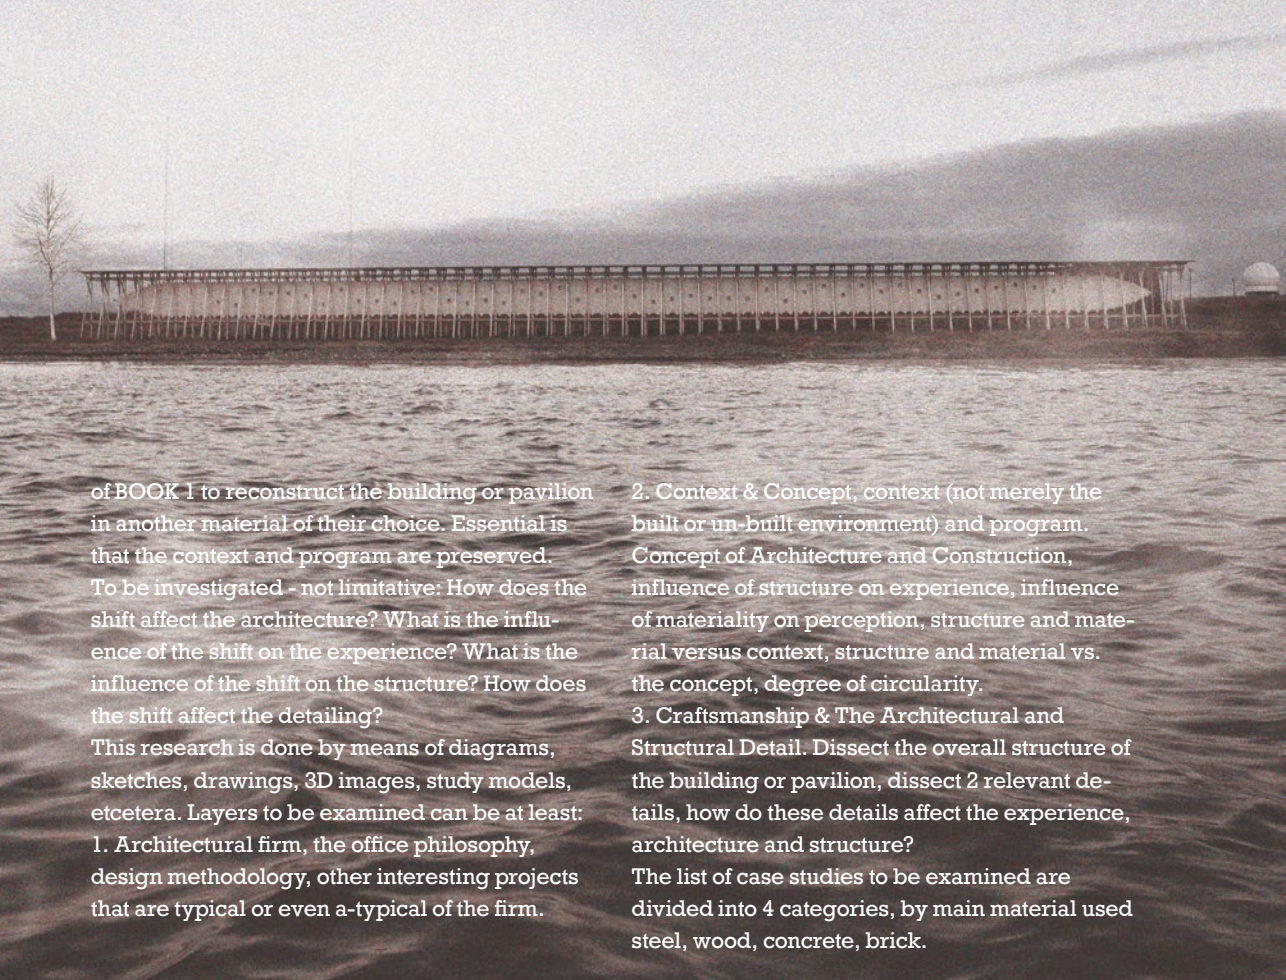 of BOOK 1 to reconstruct the building or pavilion
in another material of their choice. Essential is
that the context and program are preserved.
To be investigated - not limitative: How does the
shift affect the architecture? What is the influ-
ence of the shift on the experience? What is the
influence of the shift on the structure? How does
the shift affect the detailing?
This research is done by means of diagrams,
sketches, drawings, 3D images, study models,
etcetera. Layers to be examined can be at least:
1. Architectural firm, the office philosophy,
design methodology, other interesting projects
that are typical or even a-typical of the firm.
2. Context & Concept, context (not merely the
built or un-built environment) and program.
Concept of Architecture and Construction,
influence of structure on experience, influence
of materiality on perception, structure and mate-
rial versus context, structure and material vs.
the concept, degree of circularity.
3. Craftsmanship & The Architectural and
Structural Detail. Dissect the overall structure of
the building or pavilion, dissect 2 relevant de-
tails, how do these details affect the experience,
architecture and structure?
The list of case studies to be examined are
divided into 4 categories, by main material used
steel, wood, concrete, brick.